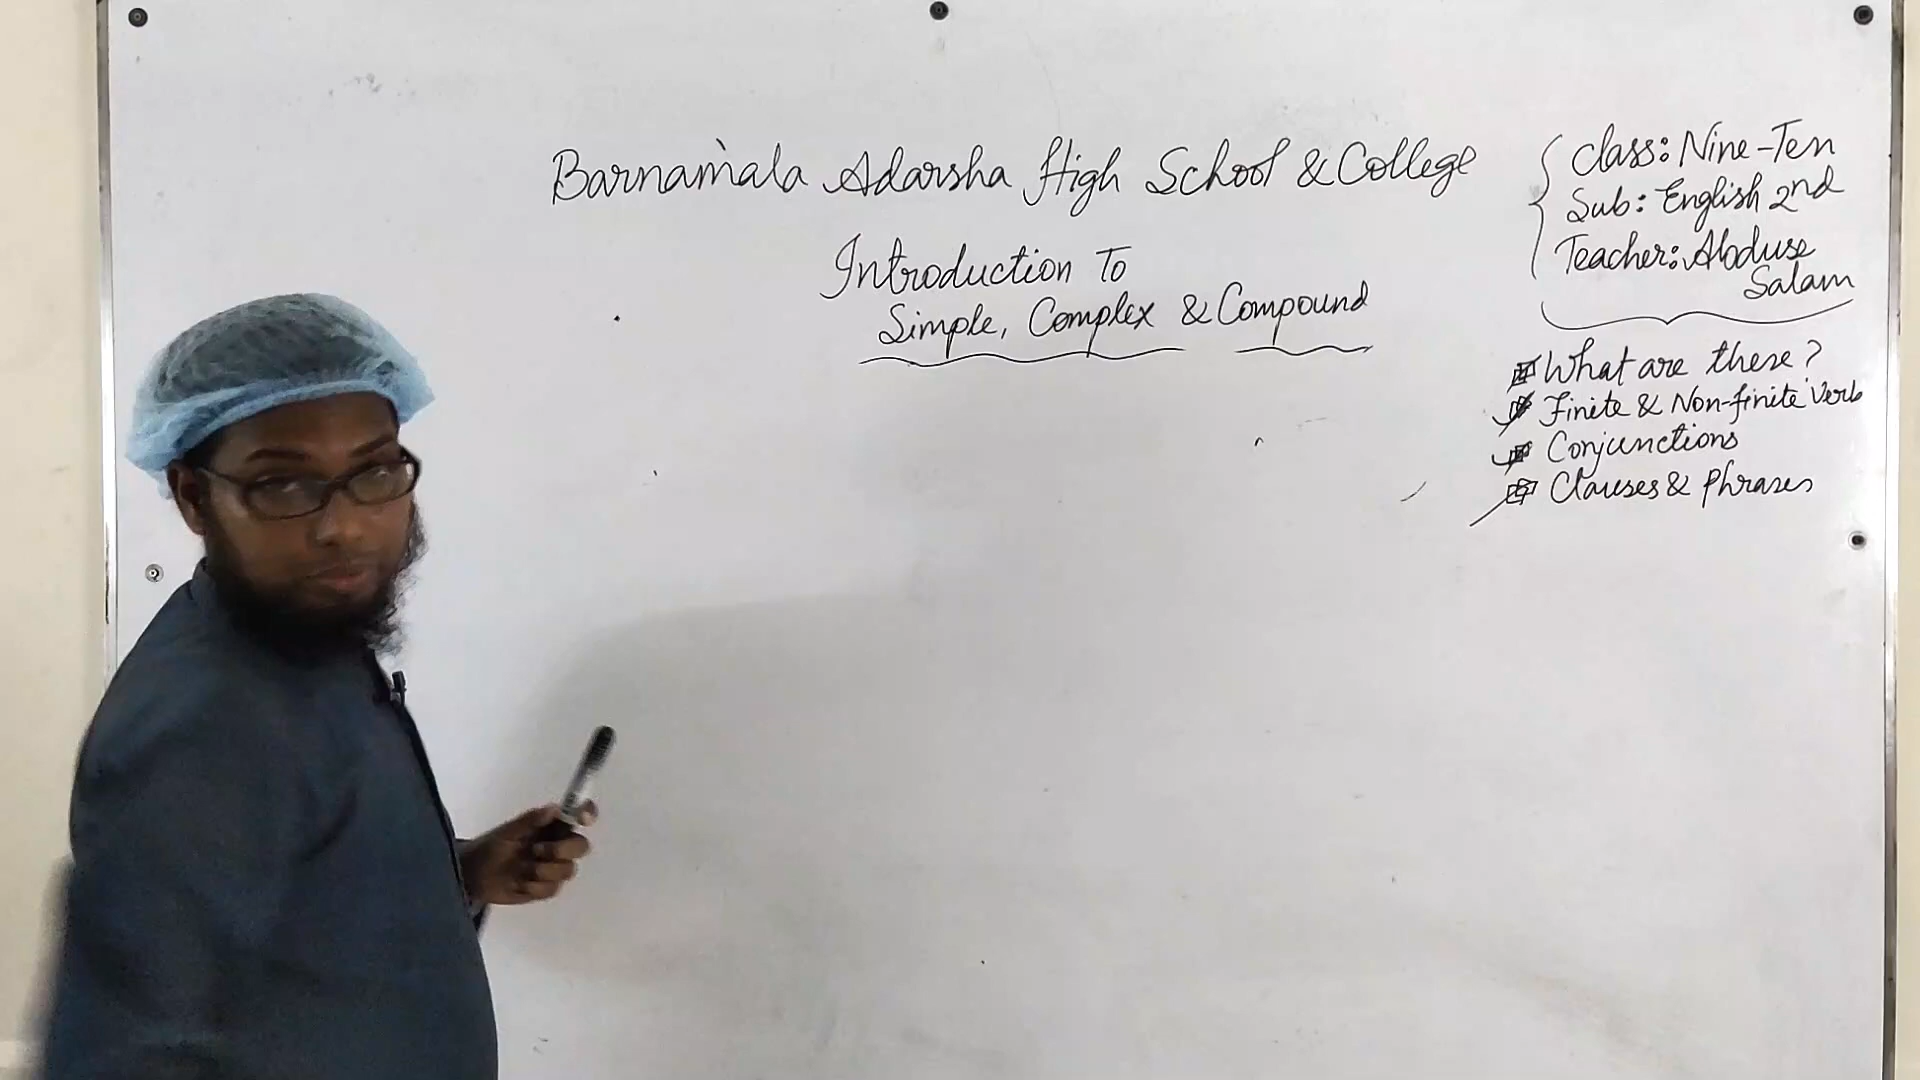 Barnamala Adarsha High School & College
Introduction To
Simple, Complex & Compound
Class: Nine-Ten
Sub: English 2nd
Teacher: Abduse
Salam
What are these?
Finite & Non-finite Verb
Conjunctions
Clauses & Phrases